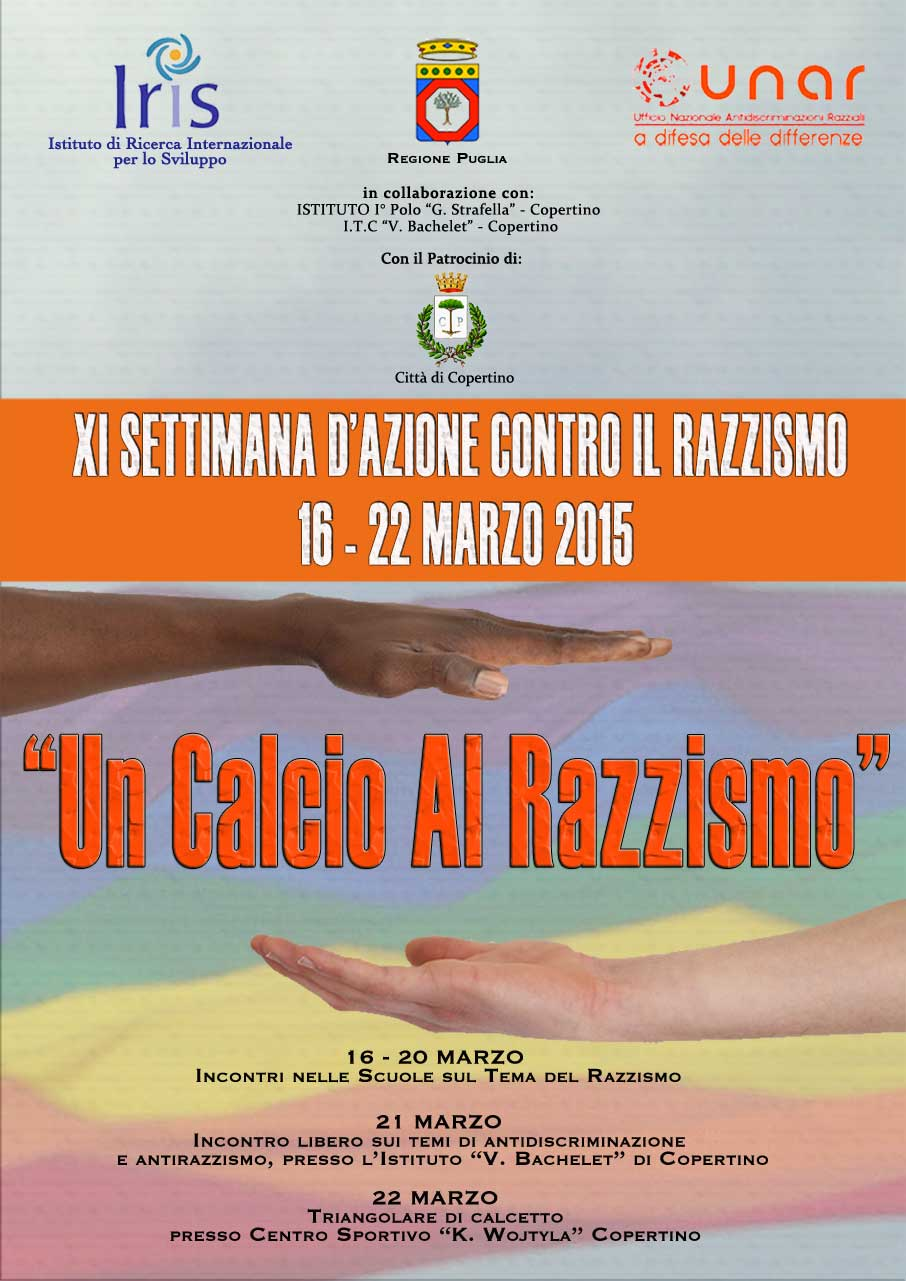 Iris
Istituto di Ricerca Internazionale
per lo Sviluppo
REGIONE PUGLIA
unar
Ufficio Nazionale Antidiscriminazioni Razziali
a difesa delle differenze
in collaborazione con:
ISTITUTO I° Polo “G. Strafella” - Copertino
I.T.C “V. Bachelet” - Copertino
Con il Patrocinio di:
C P
Città di Copertino
XI SETTIMANA D'AZIONE CONTRO IL RAZZISMO
16 - 22 MARZO 2015
“Un Calcio Al Razzismo”
16 - 20 MARZO
INCONTRI NELLE SCUOLE SUL TEMA DEL RAZZISMO
21 MARZO
INCONTRO LIBERO SUI TEMI DI ANTIDISCRIMINAZIONE
E ANTIRAZZISMO, PRESSO L'ISTITUTO “V. BACHELET” DI COPERTINO
22 MARZO
TRIANGOLARE DI CALCETTO
PRESSO CENTRO SPORTIVO “K. WOJTYLA” COPERTINO